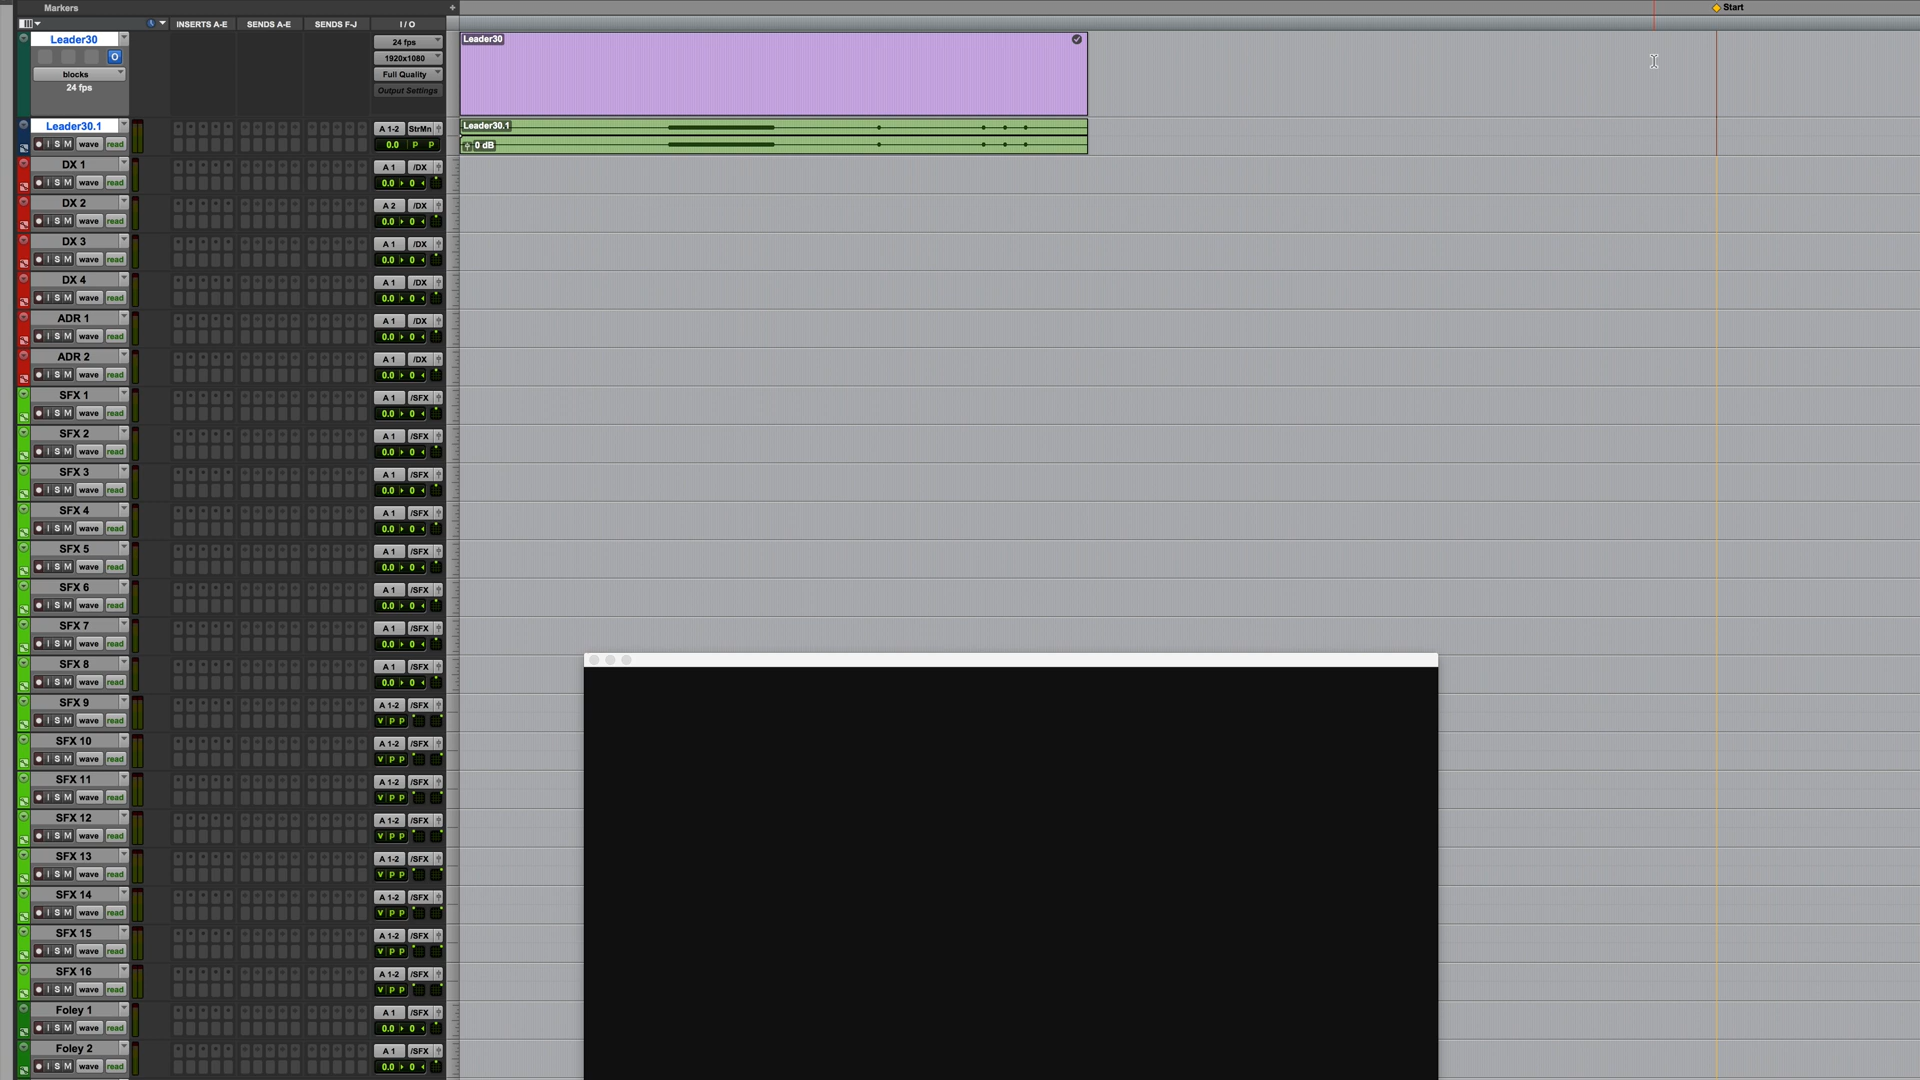 Markers
Start
INSERTS A-E SENDS A-E SENDS F-J I / O
Leader30
24 fps
Leader30
O
1920x1080
blocks
Full Quality
24 fps
Output Settings
Leader30.1
A 1-2 StrMn
Leader30.1
I S M wave read
0.0 P P
0 dB
DX 1
A 1 /DX
I S M wave read
0.0 0
DX 2
A 2 /DX
I S M wave read
0.0 0
DX 3
A 1 /DX
I S M wave read
0.0 0
DX 4
A 1 /DX
I S M wave read
0.0 0
ADR 1
A 1 /DX
I S M wave read
0.0 0
ADR 2
A 1 /DX
I S M wave read
0.0 0
SFX 1
A 1 /SFX
I S M wave read
0.0 0
SFX 2
A 1 /SFX
I S M wave read
0.0 0
SFX 3
A 1 /SFX
I S M wave read
0.0 0
SFX 4
A 1 /SFX
I S M wave read
0.0 0
SFX 5
A 1 /SFX
I S M wave read
0.0 0
SFX 6
A 1 /SFX
I S M wave read
0.0 0
SFX 7
A 1 /SFX
I S M wave read
0.0 0
SFX 8
A 1 /SFX
I S M wave read
0.0 0
SFX 9
A 1-2 /SFX
I S M wave read
V P P
SFX 10
A 1-2 /SFX
I S M wave read
V P P
SFX 11
A 1-2 /SFX
I S M wave read
V P P
SFX 12
A 1-2 /SFX
I S M wave read
V P P
SFX 13
A 1-2 /SFX
I S M wave read
V P P
SFX 14
A 1-2 /SFX
I S M wave read
V P P
SFX 15
A 1-2 /SFX
I S M wave read
V P P
SFX 16
A 1-2 /SFX
I S M wave read
V P P
Foley 1
A 1 /SFX
I S M wave read
0.0 0
Foley 2
A 1 /SFX
I S M wave read
0.0 0